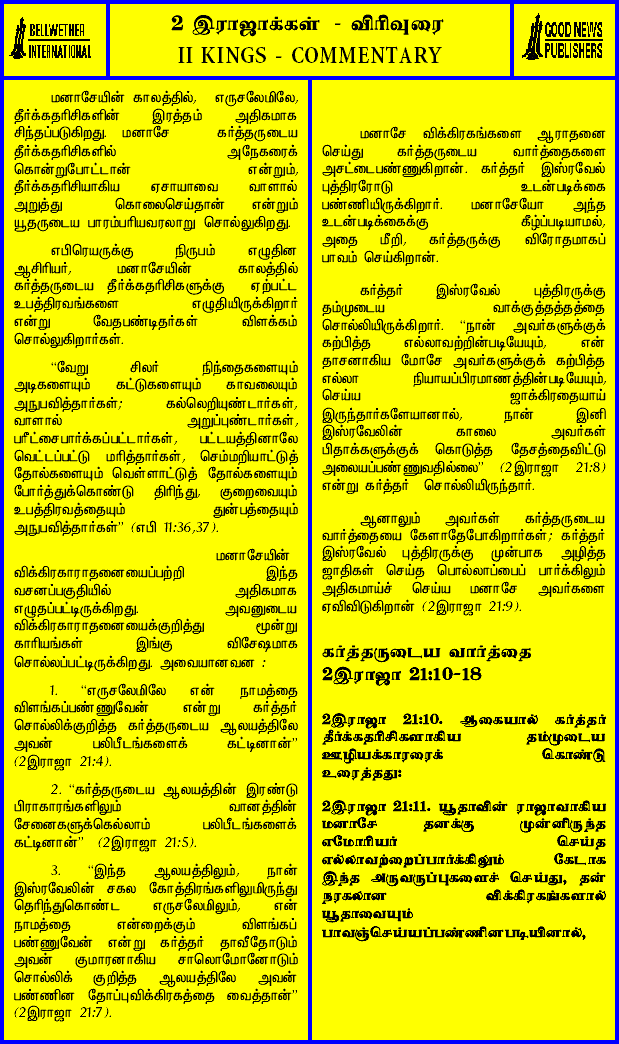 BELLWETHER
INTERNATIONAL
2 இராஜாக்கள் - விரிவுரை
II KINGS - COMMENTARY
GOOD NEWS
PUBLISHERS
மனாசேயின் காலத்தில், எருசலேமிலே,
தீர்க்கதரிசிகளின் இரத்தம் அதிகமாக
சிந்தப்படுகிறது. மனாசே கர்த்தருடைய
தீர்க்கதரிசிகளில் அநேகரைக்
கொன்றுபோட்டான் என்றும்,
தீர்க்கதரிசியாகிய ஏசாயாவை வாளால்
அறுத்து கொலைசெய்தான் என்றும்
யூதருடைய பாரம்பரியவரலாறு சொல்லுகிறது.
எபிரெயருக்கு நிருபம் எழுதின
ஆசிரியர், மனாசேயின் காலத்தில்
கர்த்தருடைய தீர்க்கதரிசிகளுக்கு ஏற்பட்ட
உபத்திரவங்களை எழுதியிருக்கிறார்
என்று வேதபண்டிதர்கள் விளக்கம்
சொல்லுகிறார்கள்.
“வேறு சிலர் நிந்தைகளையும்
அடிகளையும் கட்டுகளையும் காவலையும்
அநுபவித்தார்கள்; கல்லெறியுண்டார்கள்,
வாளால் அறுப்புண்டார்கள்,
பரீட்சைபார்க்கப்பட்டார்கள், பட்டயத்தினாலே
வெட்டப்பட்டு மரித்தார்கள், செம்மறியாட்டுத்
தோல்களையும் வெள்ளாட்டுத் தோல்களையும்
போர்த்துக்கொண்டு திரிந்து, குறைவையும்
உபத்திரவத்தையும் துன்பத்தையும்
அநுபவித்தார்கள்” (எபி 11:36,37).
மனாசேயின்
விக்கிரகாராதனையைப்பற்றி இந்த
வசனப்பகுதியில் அதிகமாக
எழுதப்பட்டிருக்கிறது. அவனுடைய
விக்கிரகாராதனையைக்குறித்து மூன்று
காரியங்கள் இங்கு விசேஷமாக
சொல்லப்பட்டிருக்கிறது. அவையானவன :
1. “எருசலேமிலே என் நாமத்தை
விளங்கப்பண்ணுவேன் என்று கர்த்தர்
சொல்லிக்குறித்த கர்த்தருடைய ஆலயத்திலே
அவன் பலிபீடங்களைக் கட்டினான்”
(2இராஜா 21:4).
2. “கர்த்தருடைய ஆலயத்தின் இரண்டு
பிராகாரங்களிலும் வானத்தின்
சேனைகளுக்கெல்லாம் பலிபீடங்களைக்
கட்டினான்” (2இராஜா 21:5).
3. “இந்த ஆலயத்திலும், நான்
இஸ்ரவேலின் சகல கோத்திரங்களிலுமிருந்து
தெரிந்துகொண்ட எருசலேமிலும், என்
நாமத்தை என்றைக்கும் விளங்கப்
பண்ணுவேன் என்று கர்த்தர் தாவீதோடும்
அவன் குமாரனாகிய சாலொமோனோடும்
சொல்லிக் குறித்த ஆலயத்திலே அவன்
பண்ணின தோப்புவிக்கிரகத்தை வைத்தான்”
(2இராஜா 21:7).
மனாசே விக்கிரகங்களை ஆராதனை
செய்து கர்த்தருடைய வார்த்தைகளை
அசட்டைபண்ணுகிறான். கர்த்தர் இஸ்ரவேல்
புத்திரரோடு உடன்படிக்கை
பண்ணியிருக்கிறார். மனாசேயோ அந்த
உடன்படிக்கைக்கு கீழ்ப்படியாமல்,
அதை மீறி, கர்த்தருக்கு விரோதமாகப்
பாவம் செய்கிறான்.
கர்த்தர் இஸ்ரவேல் புத்திரருக்கு
தம்முடைய வாக்குத்தத்தத்தை
சொல்லியிருக்கிறார். “நான் அவர்களுக்குக்
கற்பித்த எல்லாவற்றின்படியேயும், என்
தாசனாகிய மோசே அவர்களுக்குக் கற்பித்த
எல்லா நியாயப்பிரமாணத்தின்படியேயும்,
செய்ய ஜாக்கிரதையாய்
இருந்தார்களேயானால், நான் இனி
இஸ்ரவேலின் காலை அவர்கள்
பிதாக்களுக்குக் கொடுத்த தேசத்தைவிட்டு
அலையப்பண்ணுவதில்லை” (2இராஜா 21:8)
என்று கர்த்தர் சொல்லியிருந்தார்.
ஆனாலும் அவர்கள் கர்த்தருடைய
வார்த்தையை கேளாதேபோகிறார்கள்; கர்த்தர்
இஸ்ரவேல் புத்திரருக்கு முன்பாக அழித்த
ஜாதிகள் செய்த பொல்லாப்பைப் பார்க்கிலும்
அதிகமாய்ச் செய்ய மனாசே அவர்களை
ஏவிவிடுகிறான் (2இராஜா 21:9).
கர்த்தருடைய வார்த்தை
2இராஜா 21:10-18
2இராஜா 21:10. ஆகையால் கர்த்தர்
தீர்க்கதரிசிகளாகிய தம்முடைய
ஊழியக்காரரைக் கொண்டு
உரைத்தது:
2இராஜா 21:11. யூதாவின் ராஜாவாகிய
மனாசே தனக்கு முன்னிருந்த
எமோரியர் செய்த
எல்லாவற்றைப்பார்க்கிலும் கேடாக
இந்த அருவருப்புகளைச் செய்து, தன்
நரகலான விக்கிரகங்களால்
யூதாவையும்
பாவஞ்செய்யப்பண்ணினபடியினால்,